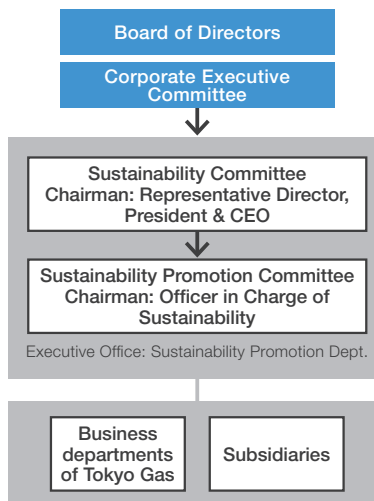 Board of Directors
Corporate Executive
Committee
Sustainability Committee
Chairman: Representative Director,
President & CEO
Sustainability Promotion Committee
Chairman: Officer in Charge of
Sustainability
Executive Office: Sustainability Promotion Dept.
Business
departments
of Tokyo Gas
Subsidiaries